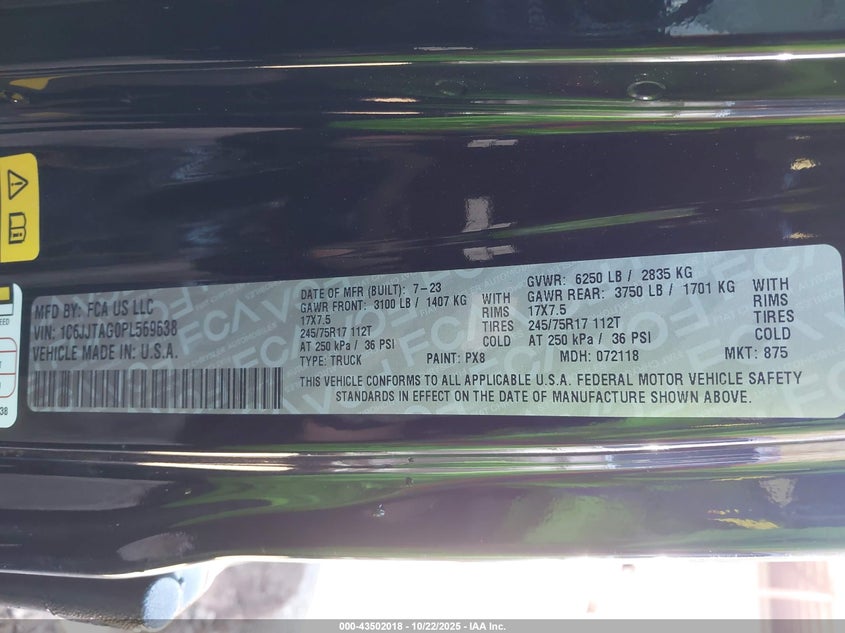 MFD BY: FCA US LLC
VIN: 1C6JJTAG0PL569638
VEHICLE MADE IN U.S.A.
DATE OF MFR (BUILT): 7-23
GAWR FRONT: 3100 LB / 1407 KG WITH
17X7.5 RIMS
245/75R17 112T TIRES
AT 250 kPa / 36 PSI COLD
TYPE: TRUCK PAINT: PX8
GVWR: 6250 LB / 2835 KG
GAWR REAR: 3750 LB / 1701 KG WITH
17X7.5 RIMS
245/75R17 112T TIRES
AT 250 kPa / 36 PSI COLD
MDH: 072118 MKT: 875
THIS VEHICLE CONFORMS TO ALL APPLICABLE U.S.A. FEDERAL MOTOR VEHICLE SAFETY
STANDARDS IN EFFECT ON THE DATE OF MANUFACTURE SHOWN ABOVE.
38
000-43502018 - 10/22/2025 - IAA Inc.